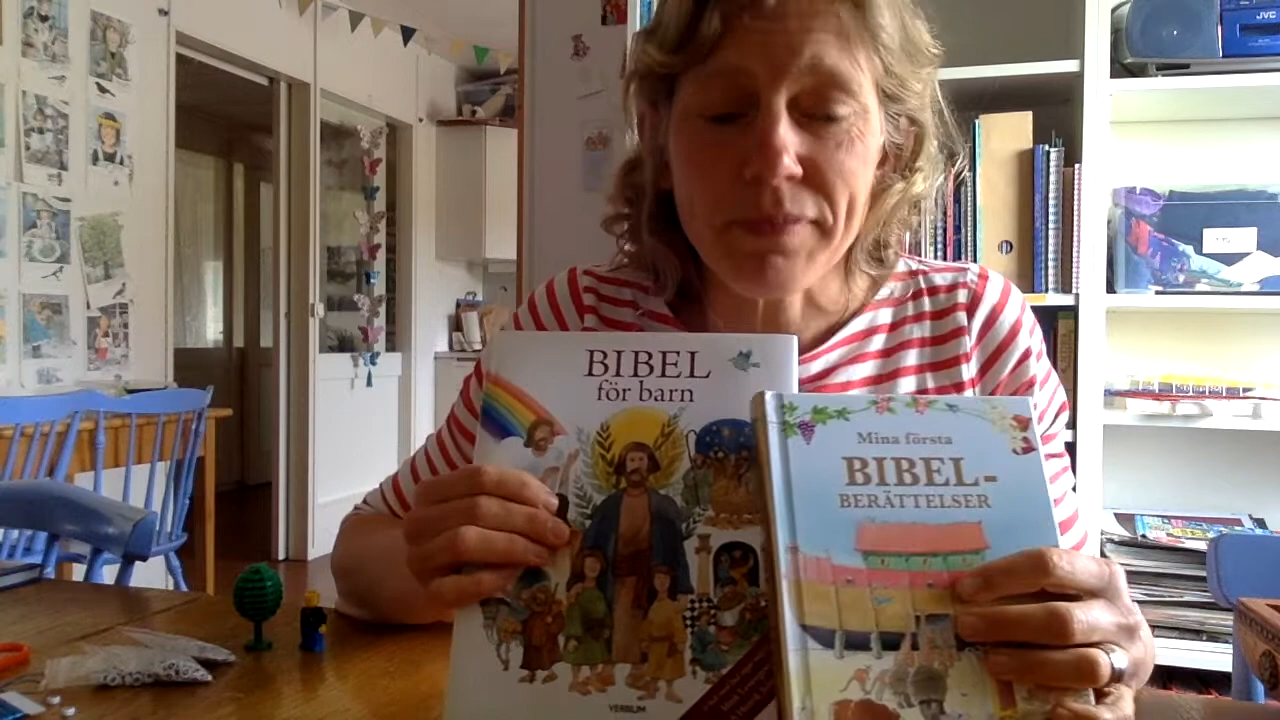 JVC
BIBEL
för barn
VERBUM
Mina första
BIBEL-
BERÄTTELSER